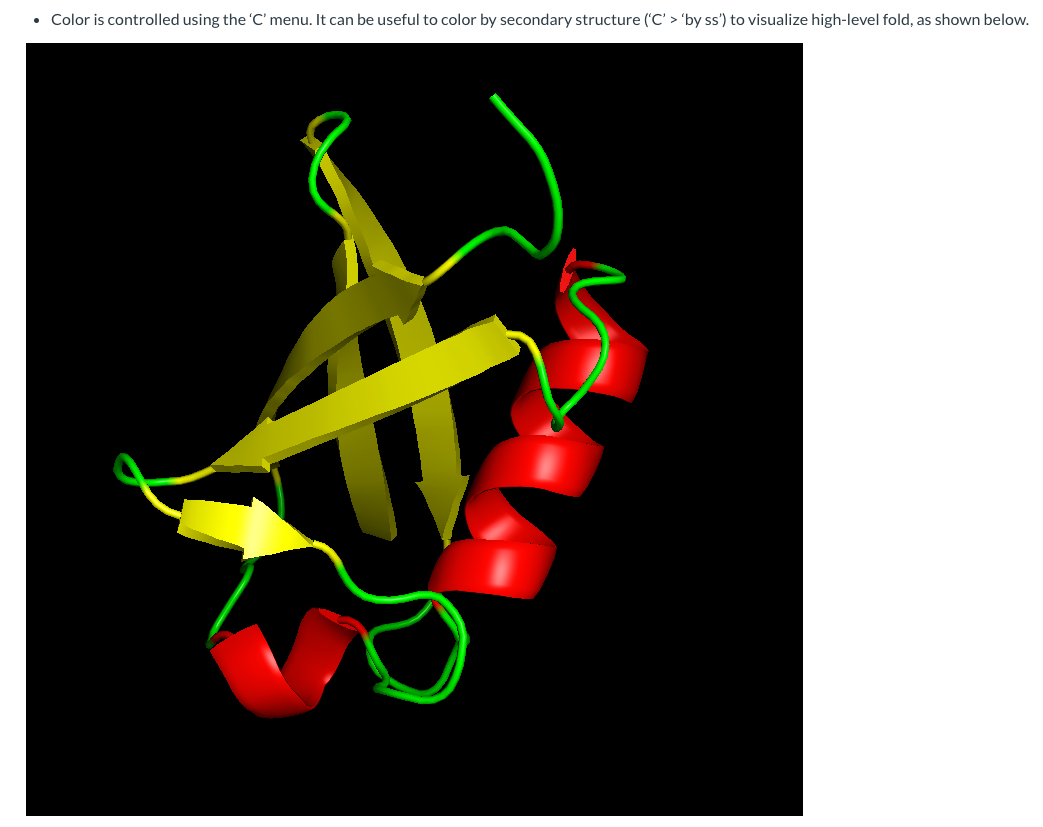 Color is controlled using the ‘C’ menu. It can be useful to color by secondary structure (‘C’ > ‘by ss’) to visualize high-level fold, as shown below.